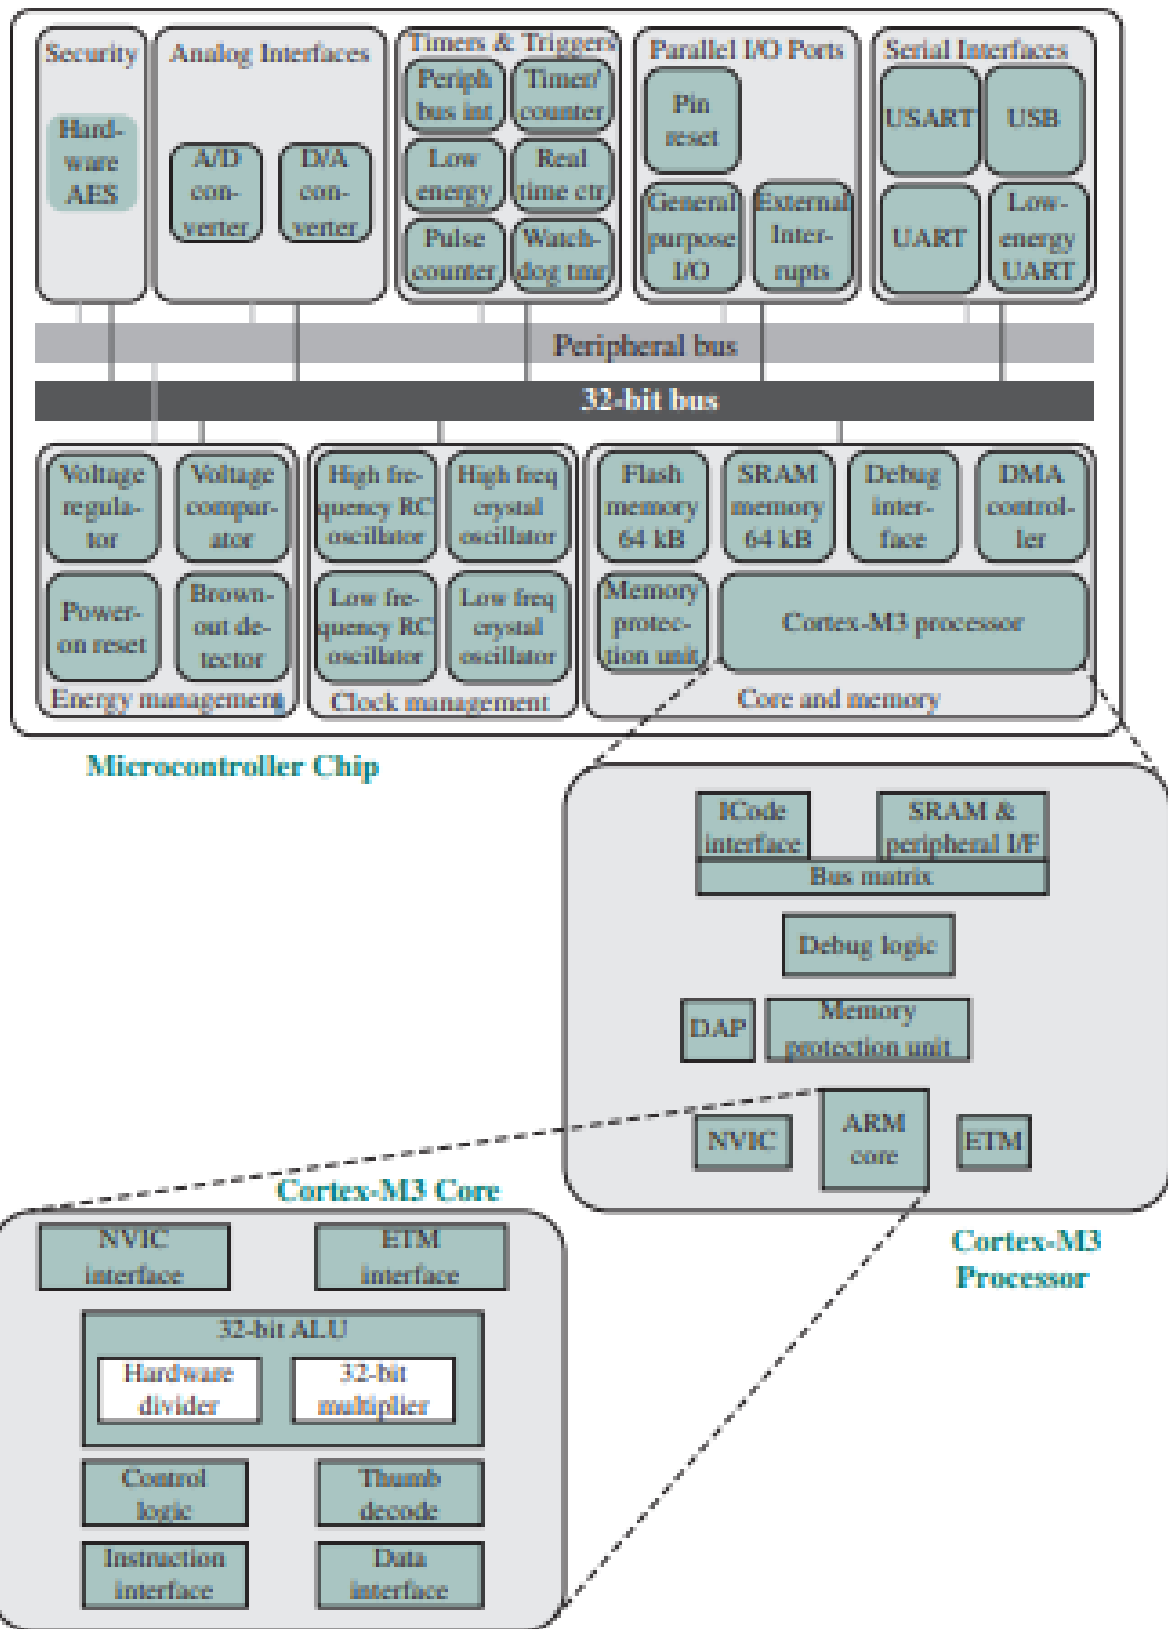 Security
Hard-
ware
AES
Analog Interfaces
A/D
con-
verter
D/A
con-
verter
Timers & Triggers
Periph
bus int
Timer/
counter
Low
energy
Real
time ctr
Pulse
counter
Watch-
dog tmr
Parallel I/O Ports
Pin
reset
General
purpose
I/O
External
Inter-
rupts
Serial Interfaces
USART
USB
UART
Low-
energy
UART
Peripheral bus
32-bit bus
Voltage
regula-
tor
Voltage
compar-
ator
Power-
on reset
Brown-
out de-
tector
Energy management
High fre-
quency RC
oscillator
High freq
crystal
oscillator
Low fre-
quency RC
oscillator
Low freq
crystal
oscillator
Clock management
Flash
memory
64 kB
SRAM
memory
64 kB
Debug
inter-
face
DMA
control-
ler
Memory
protec-
tion unit
Cortex-M3 processor
Core and memory
Microcontroller Chip
ICode
interface
SRAM &
peripheral I/F
Bus matrix
Debug logic
DAP
Memory
protection unit
NVIC
ARM
core
ETM
Cortex-M3
Processor
Cortex-M3 Core
NVIC
interface
ETM
interface
32-bit ALU
Hardware
divider
32-bit
multiplier
Control
logic
Thumb
decode
Instruction
interface
Data
interface